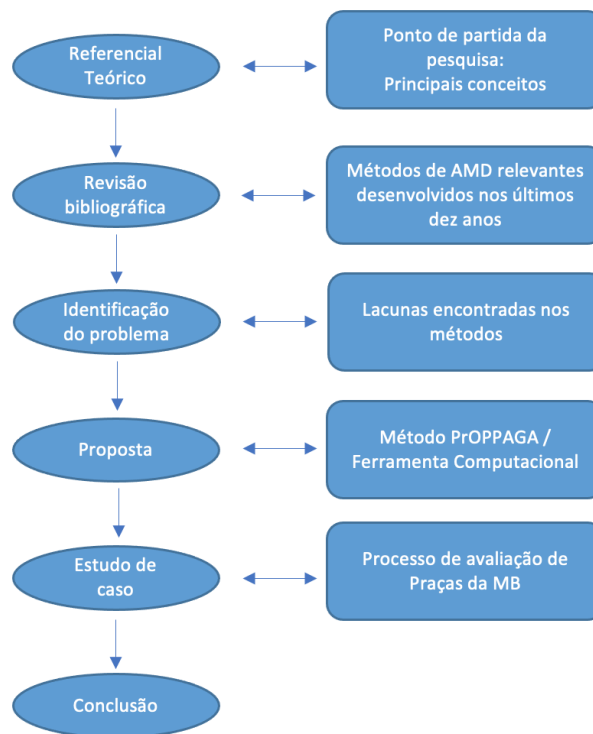 Referencial
Teórico
Ponto de partida da
pesquisa:
Principais conceitos
Revisão
bibliográfica
Métodos de AMD relevantes
desenvolvidos nos últimos
dez anos
Identificação
do problema
Lacunas encontradas nos
métodos
Proposta
Método PrOPPAGA /
Ferramenta Computacional
Estudo de
caso
Processo de avaliação de
Praças da MB
Conclusão